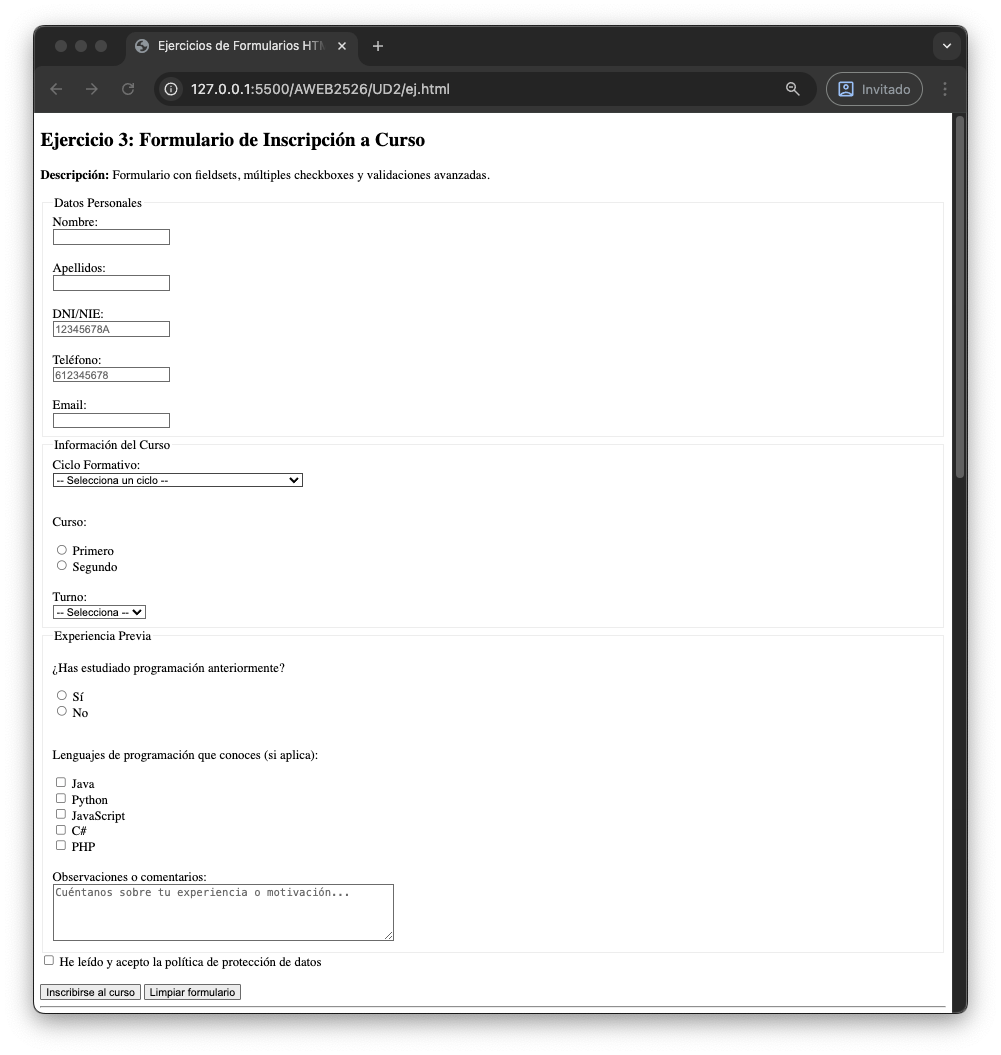 Ejercicios de Formularios HTM
127.0.0.1:5500/AWEB2526/UD2/ej.html
Invitado
Ejercicio 3: Formulario de Inscripción a Curso
Descripción: Formulario con fieldsets, múltiples checkboxes y validaciones avanzadas.
Datos Personales
Nombre:
Apellidos:
DNI/NIE:
12345678A
Teléfono:
612345678
Email:
Información del Curso
Ciclo Formativo:
-- Selecciona un ciclo --
Curso:
Primero
Segundo
Turno:
-- Selecciona --
Experiencia Previa
¿Has estudiado programación anteriormente?
Sí
No
Lenguajes de programación que conoces (si aplica):
Java
Python
JavaScript
C#
PHP
Observaciones o comentarios:
Cuéntanos sobre tu experiencia o motivación...
He leído y acepto la política de protección de datos
Inscribirse al curso Limpiar formulario